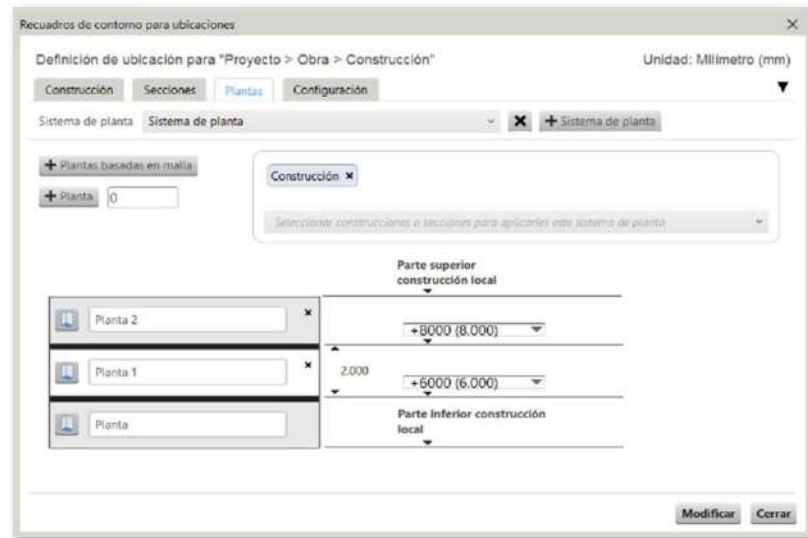 Recuadros de contorno para ubicaciones
Definición de ubicación para "Proyecto > Obra > Construcción"
Unidad: Milímetro (mm)
Construcción Secciones Plantas Configuración
Sistema de planta Sistema de planta + Sistema de planta
+ Plantas basadas en malla
+ Planta 0
Construcción ×
Seleccionar construcciones o secciones para aplicarles este sistema de planta
Parte superior
construcción local
Planta 2
+8000 (8.000)
Planta 1
2.000
+6000 (6.000)
Planta
Parte inferior construcción
local
Modificar Cerrar